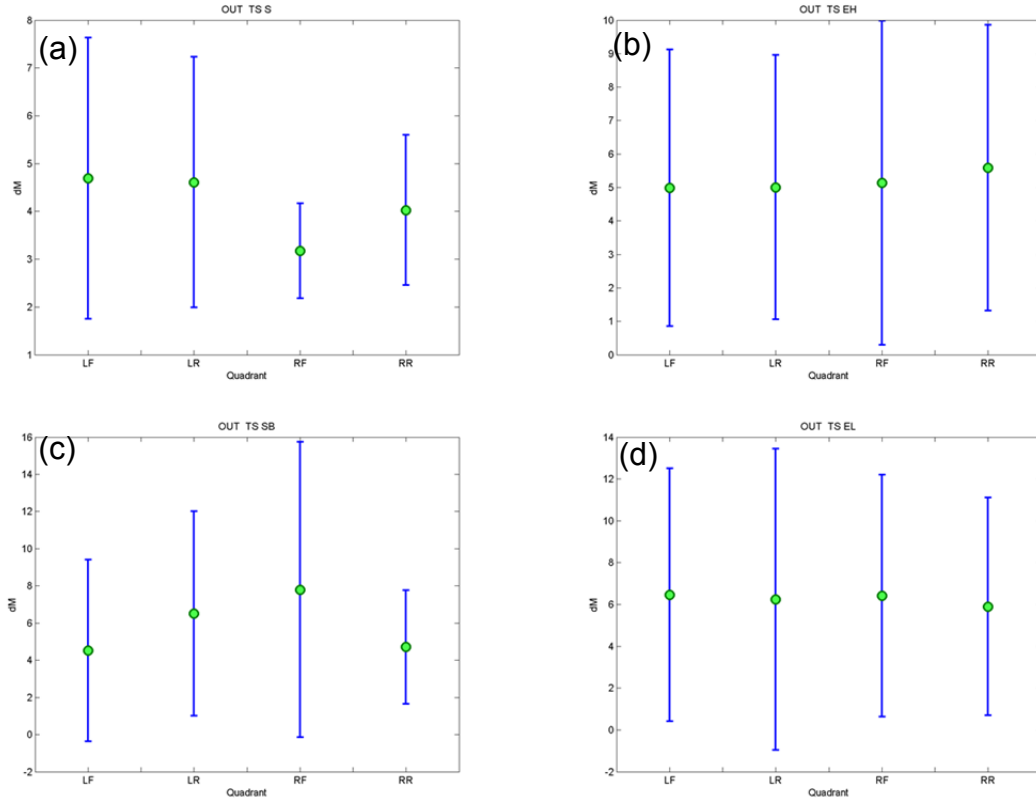 OUT TS S
(a)
8
7
6
5
4
3
2
1
dM
LF LR RF RR
Quadrant
OUT TS EH
(b)
10
9
8
7
6
5
4
3
2
1
0
dM
LF LR RF RR
Quadrant
OUT TS SB
(c)
16
14
12
10
8
6
4
2
0
-2
dM
LF LR RF RR
Quadrant
OUT TS EL
(d)
14
12
10
8
6
4
2
0
-2
dM
LF LR RF RR
Quadrant